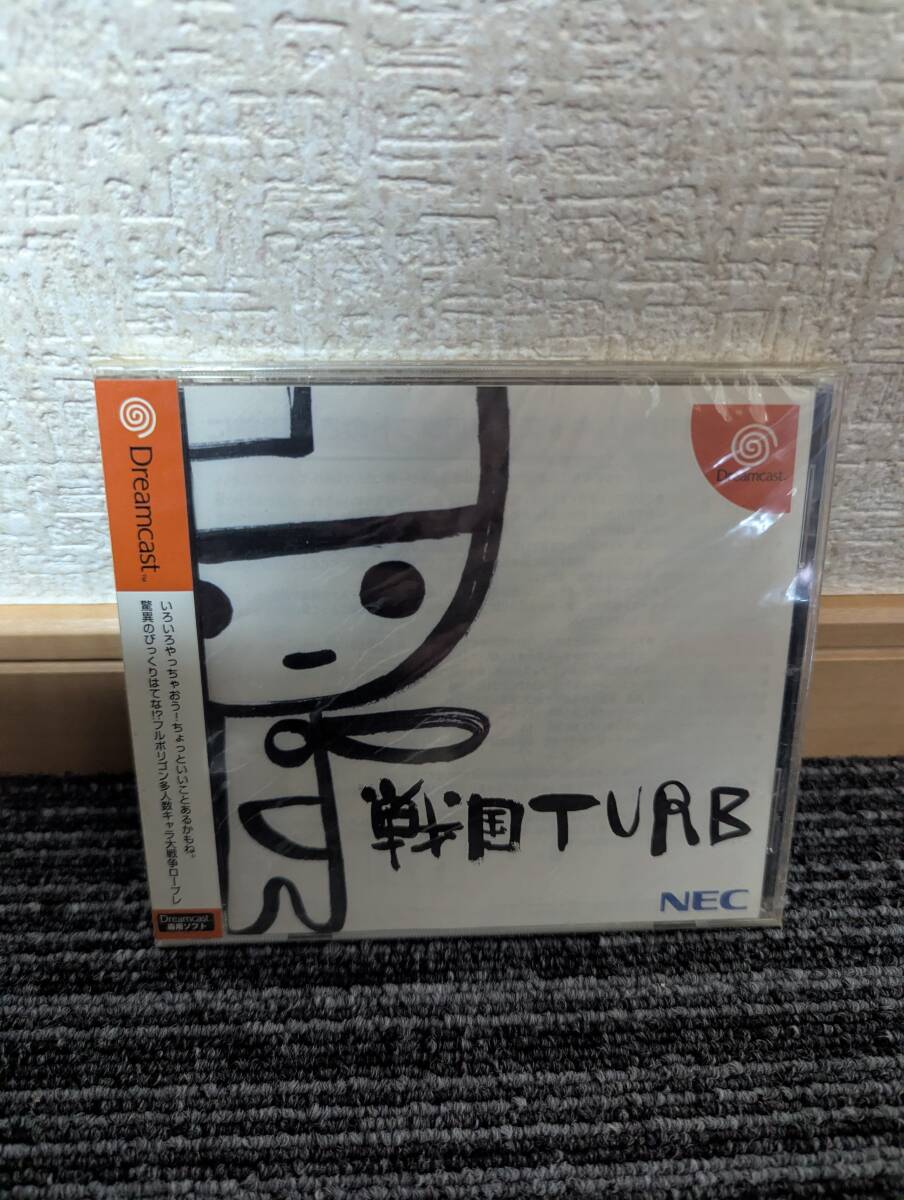 Dreamcast™
いろいろやっちゃおう!ちょっといいことあるかもね。
驚異のびっくりはてな!?フルポリゴン多人数キャラ大戦争ロープレ
Dreamcast
専用ソフト
Dreamcast™
戦国TURB
NEC